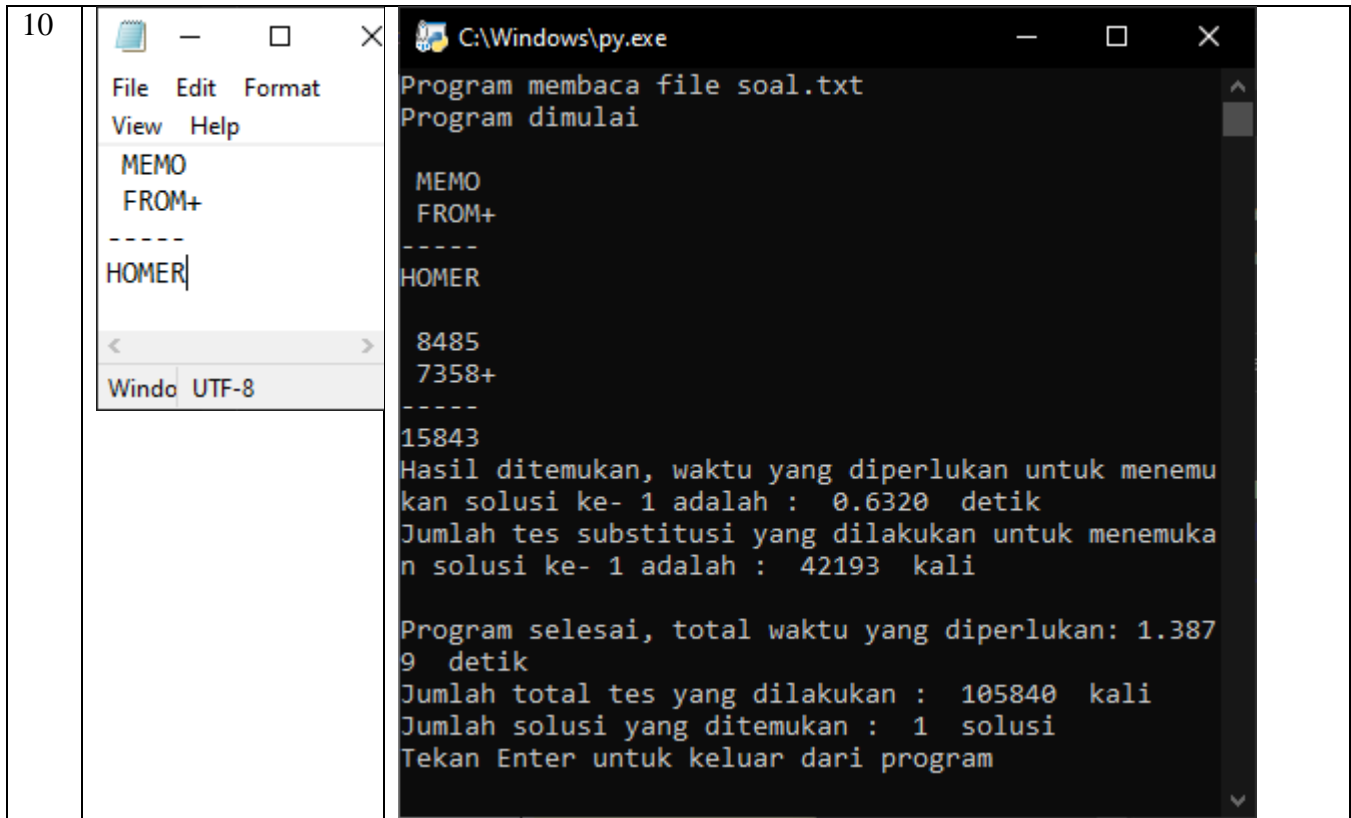 10
File Edit Format
View Help
MEMO
FROM+
-----
HOMER
Windo UTF-8
C:\Windows\py.exe
Program membaca file soal.txt
Program dimulai
MEMO
FROM+
-----
HOMER
8485
7358+
-----
15843
Hasil ditemukan, waktu yang diperlukan untuk menemu
kan solusi ke- 1 adalah :  0.6320  detik
Jumlah tes substitusi yang dilakukan untuk menemuka
n solusi ke- 1 adalah :  42193  kali
Program selesai, total waktu yang diperlukan: 1.387
9  detik
Jumlah total tes yang dilakukan :  105840  kali
Jumlah solusi yang ditemukan :  1  solusi
Tekan Enter untuk keluar dari program